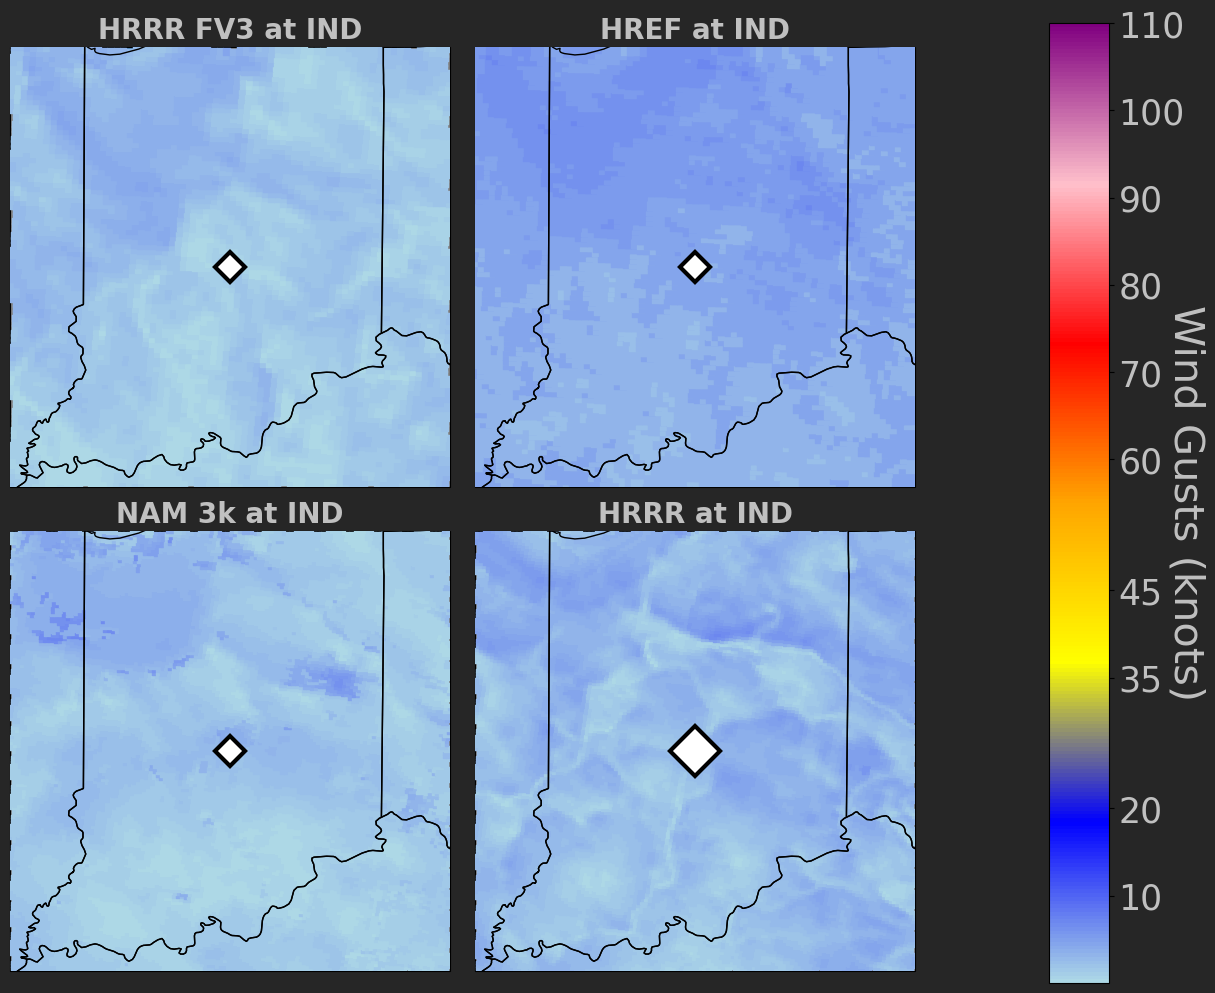 HRRR FV3 at IND
HREF at IND
NAM 3k at IND
HRRR at IND
110
100
90
80
70
60
45
35
20
10
Wind Gusts (knots)